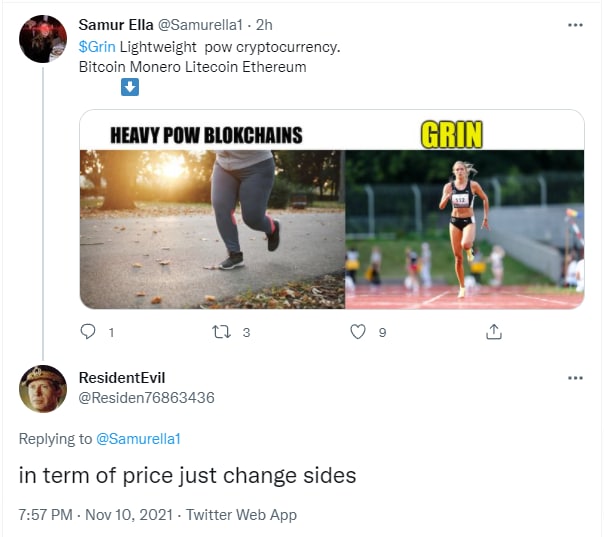 Samur Ella @Samurella1 · 2h
$Grin Lightweight pow cryptocurrency.
Bitcoin Monero Litecoin Ethereum
HEAVY POW BLOKCHAINS
GRIN
112
1
3
9
ResidentEvil
@Residen76863436
Replying to @Samurella1
in term of price just change sides
7:57 PM · Nov 10, 2021 · Twitter Web App